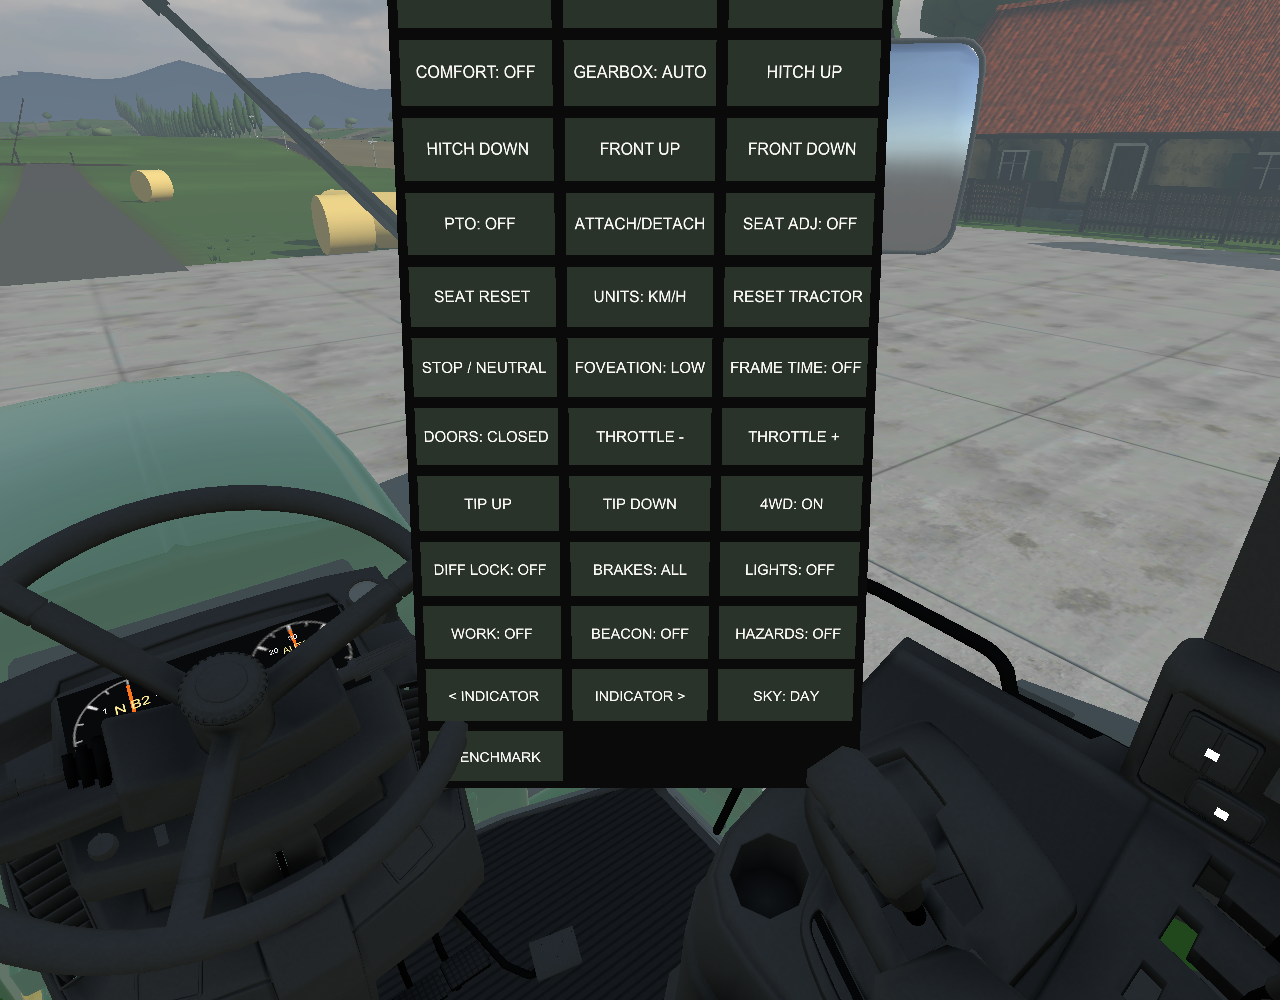 COMFORT: OFF
GEARBOX: AUTO
HITCH UP
HITCH DOWN
FRONT UP
FRONT DOWN
PTO: OFF
ATTACH/DETACH
SEAT ADJ: OFF
SEAT RESET
UNITS: KM/H
RESET TRACTOR
STOP / NEUTRAL
FOVEATION: LOW
FRAME TIME: OFF
DOORS: CLOSED
THROTTLE -
THROTTLE +
TIP UP
TIP DOWN
4WD: ON
DIFF LOCK: OFF
BRAKES: ALL
LIGHTS: OFF
WORK: OFF
BEACON: OFF
HAZARDS: OFF
< INDICATOR
INDICATOR >
SKY: DAY
ENCHMARK
20
1
N